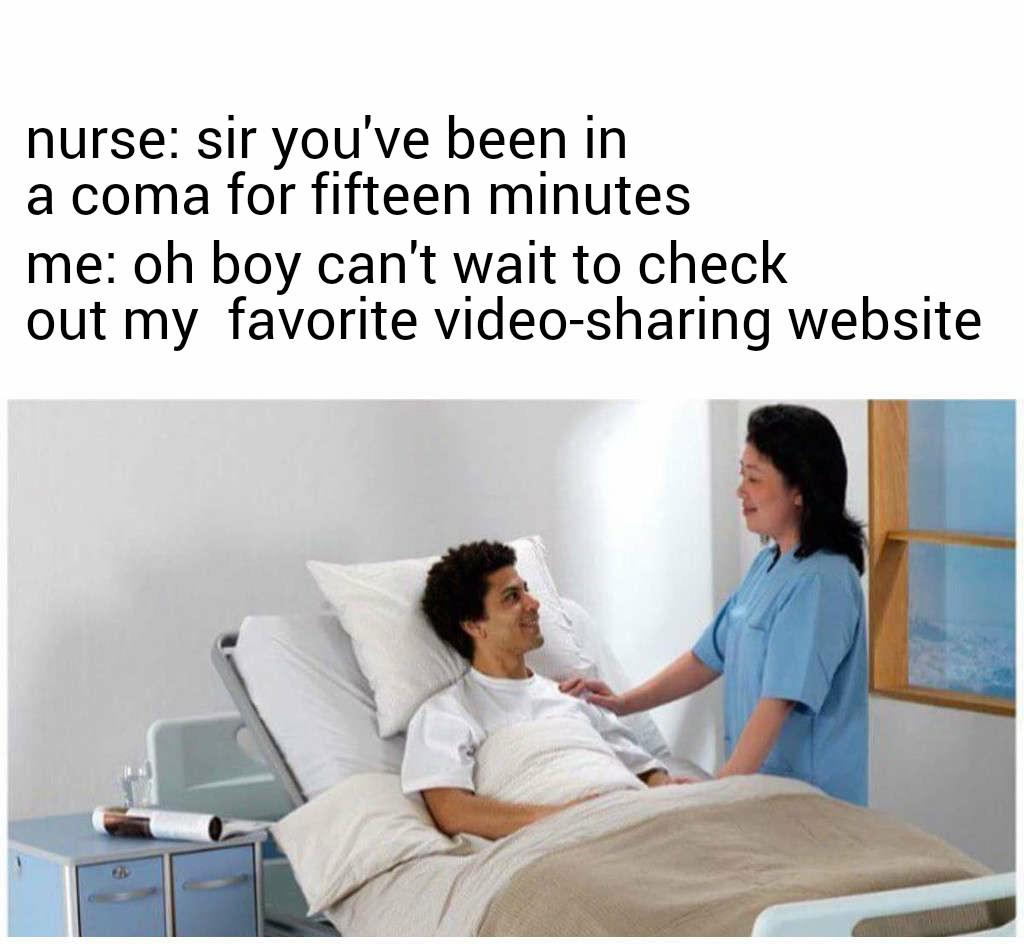 nurse: sir you've been in
a coma for fifteen minutes
me: oh boy can't wait to check
out my  favorite video-sharing website